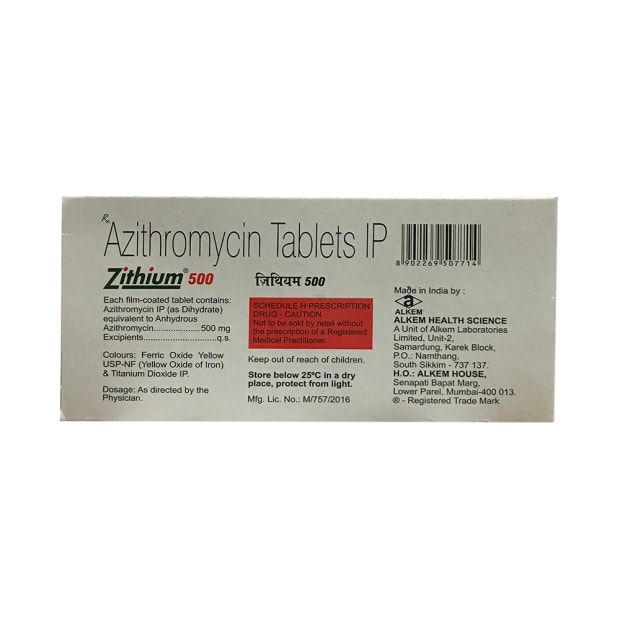 Rx
Azithromycin Tablets IP
Zithium® 500
ज़िथियम 500
Each film-coated tablet contains:
Azithromycin IP (as Dihydrate)
equivalent to Anhydrous
Azithromycin..................500 mg
Excipients............................q.s.
Colours: Ferric Oxide Yellow
USP-NF (Yellow Oxide of Iron)
& Titanium Dioxide IP.
Dosage: As directed by the
Physician.
SCHEDULE H PRESCRIPTION
DRUG - CAUTION
Not to be sold by retail without
the prescription of a Registered
Medical Practitioner.
Keep out of reach of children.
Store below 25ºC in a dry
place, protect from light.
Mfg. Lic. No.: M/757/2016
8 902269 507714
Made in India by :
a
ALKEM
ALKEM HEALTH SCIENCE
A Unit of Alkem Laboratories
Limited, Unit-2,
Samardung, Karek Block,
P.O.: Namthang,
South Sikkim - 737 137.
H.O.: ALKEM HOUSE,
Senapati Bapat Marg,
Lower Parel, Mumbai-400 013.
® - Registered Trade Mark